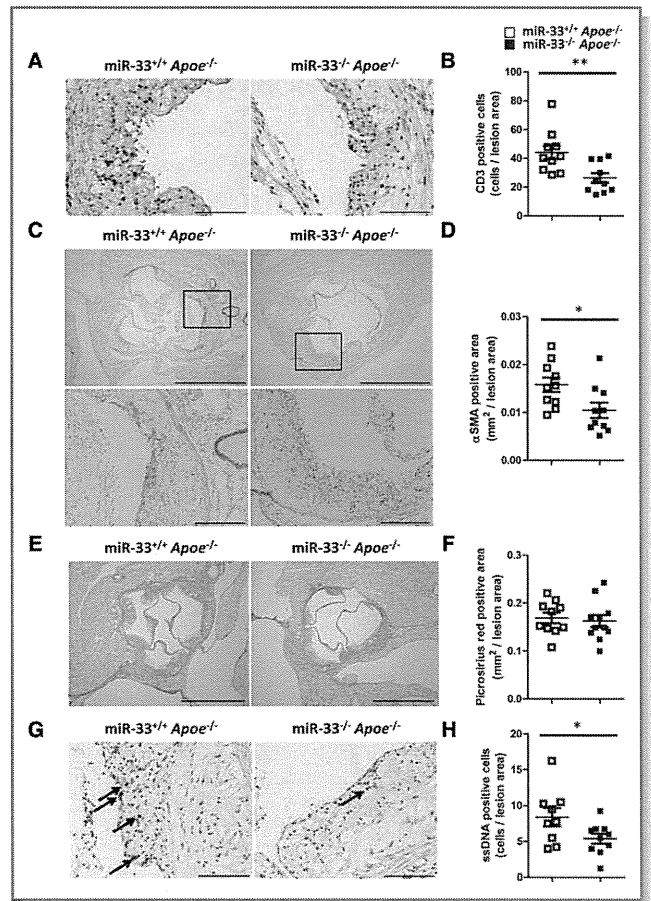 □ miR-33+/+ Apoe-/-
■ miR-33-/- Apoe-/-
A
miR-33+/+ Apoe-/-
miR-33-/- Apoe-/-
B
**
CD3 positive cells
(cells / lesion area)
100
80
60
40
20
0
C
miR-33+/+ Apoe-/-
miR-33-/- Apoe-/-
D
*
αSMA positive area
(mm² / lesion area)
0.03
0.02
0.01
0.00
E
miR-33+/+ Apoe-/-
miR-33-/- Apoe-/-
F
Picrosirius red positive area
(mm² / lesion area)
0.3
0.2
0.1
0.0
G
miR-33+/+ Apoe-/-
miR-33-/- Apoe-/-
H
*
ssDNA positive cells
(cells / lesion area)
20
15
10
5
0